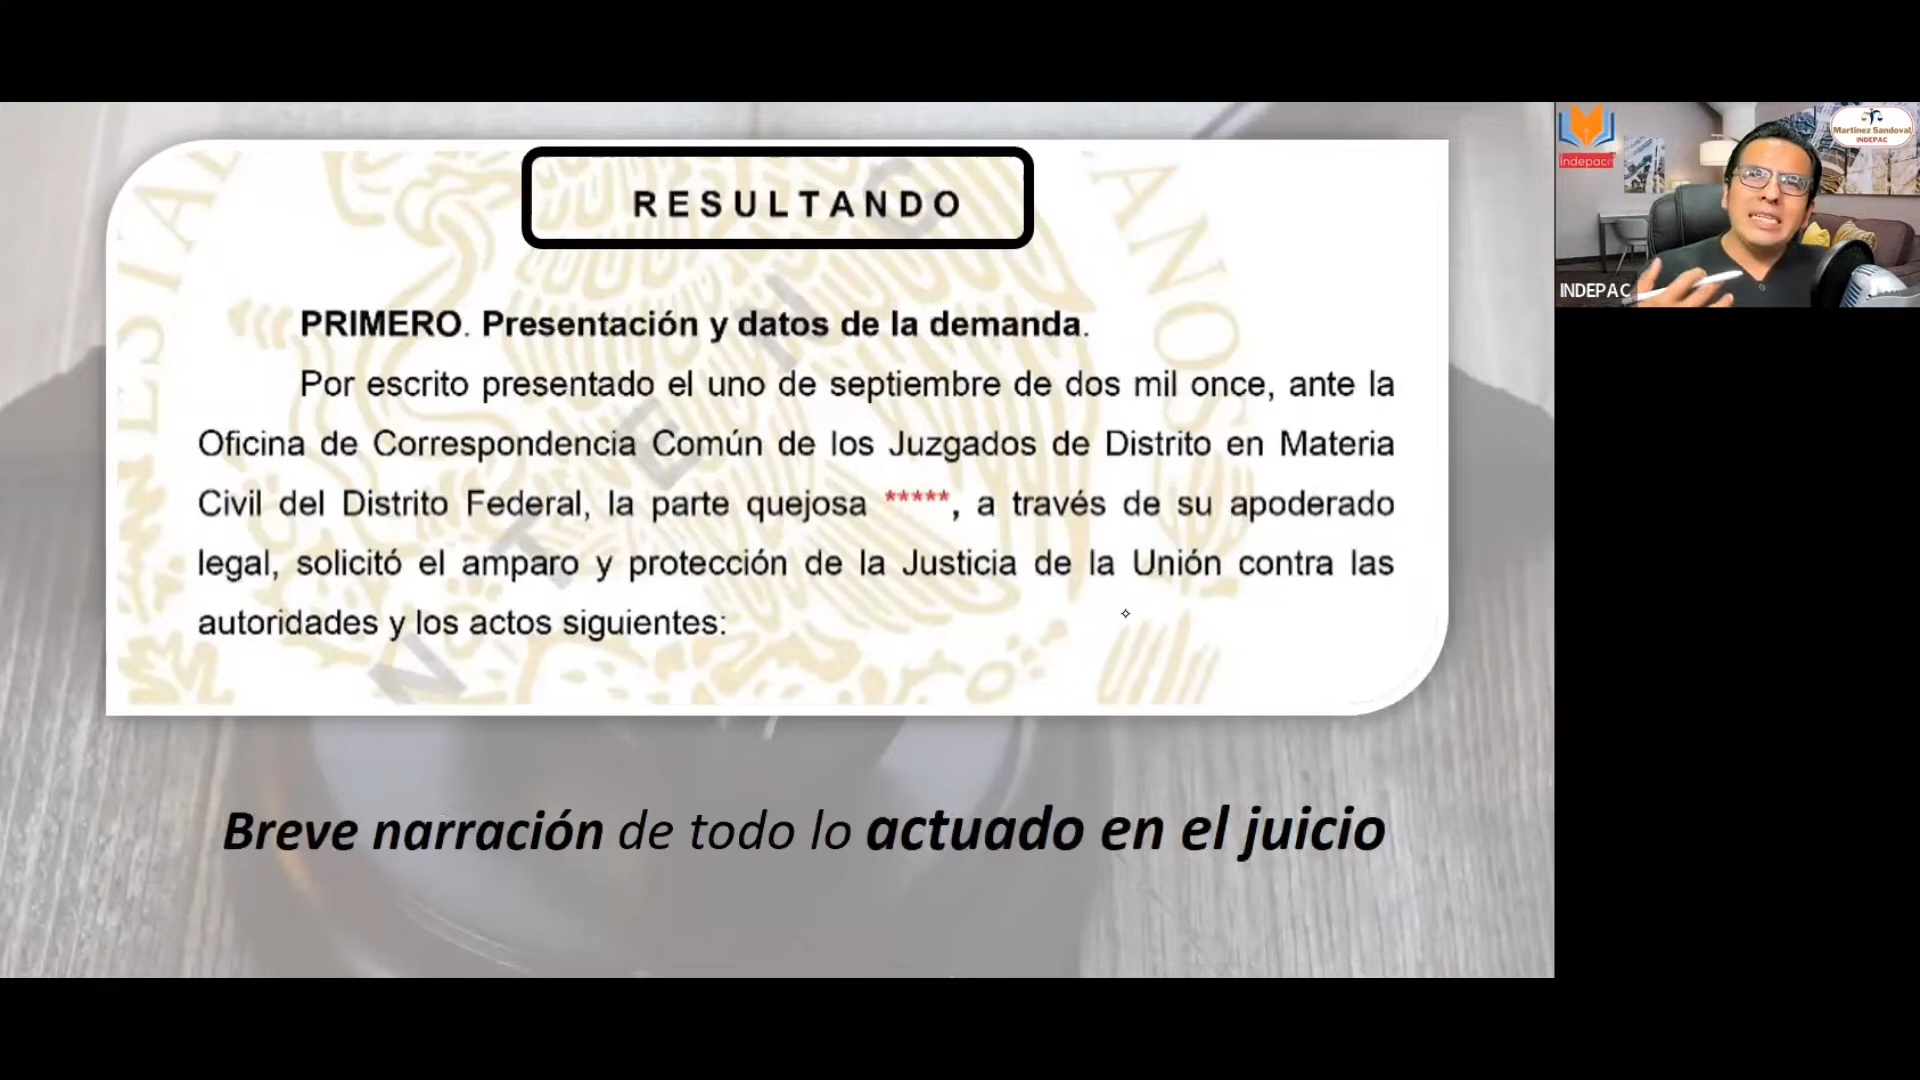 RESULTANDO
PRIMERO. Presentación y datos de la demanda.
Por escrito presentado el uno de septiembre de dos mil once, ante la
Oficina de Correspondencia Común de los Juzgados de Distrito en Materia
Civil del Distrito Federal, la parte quejosa *****, a través de su apoderado
legal, solicitó el amparo y protección de la Justicia de la Unión contra las
autoridades y los actos siguientes:
Breve narración de todo lo actuado en el juicio
Indepac
Martínez Sandoval
INDEPAC
INDEPAC